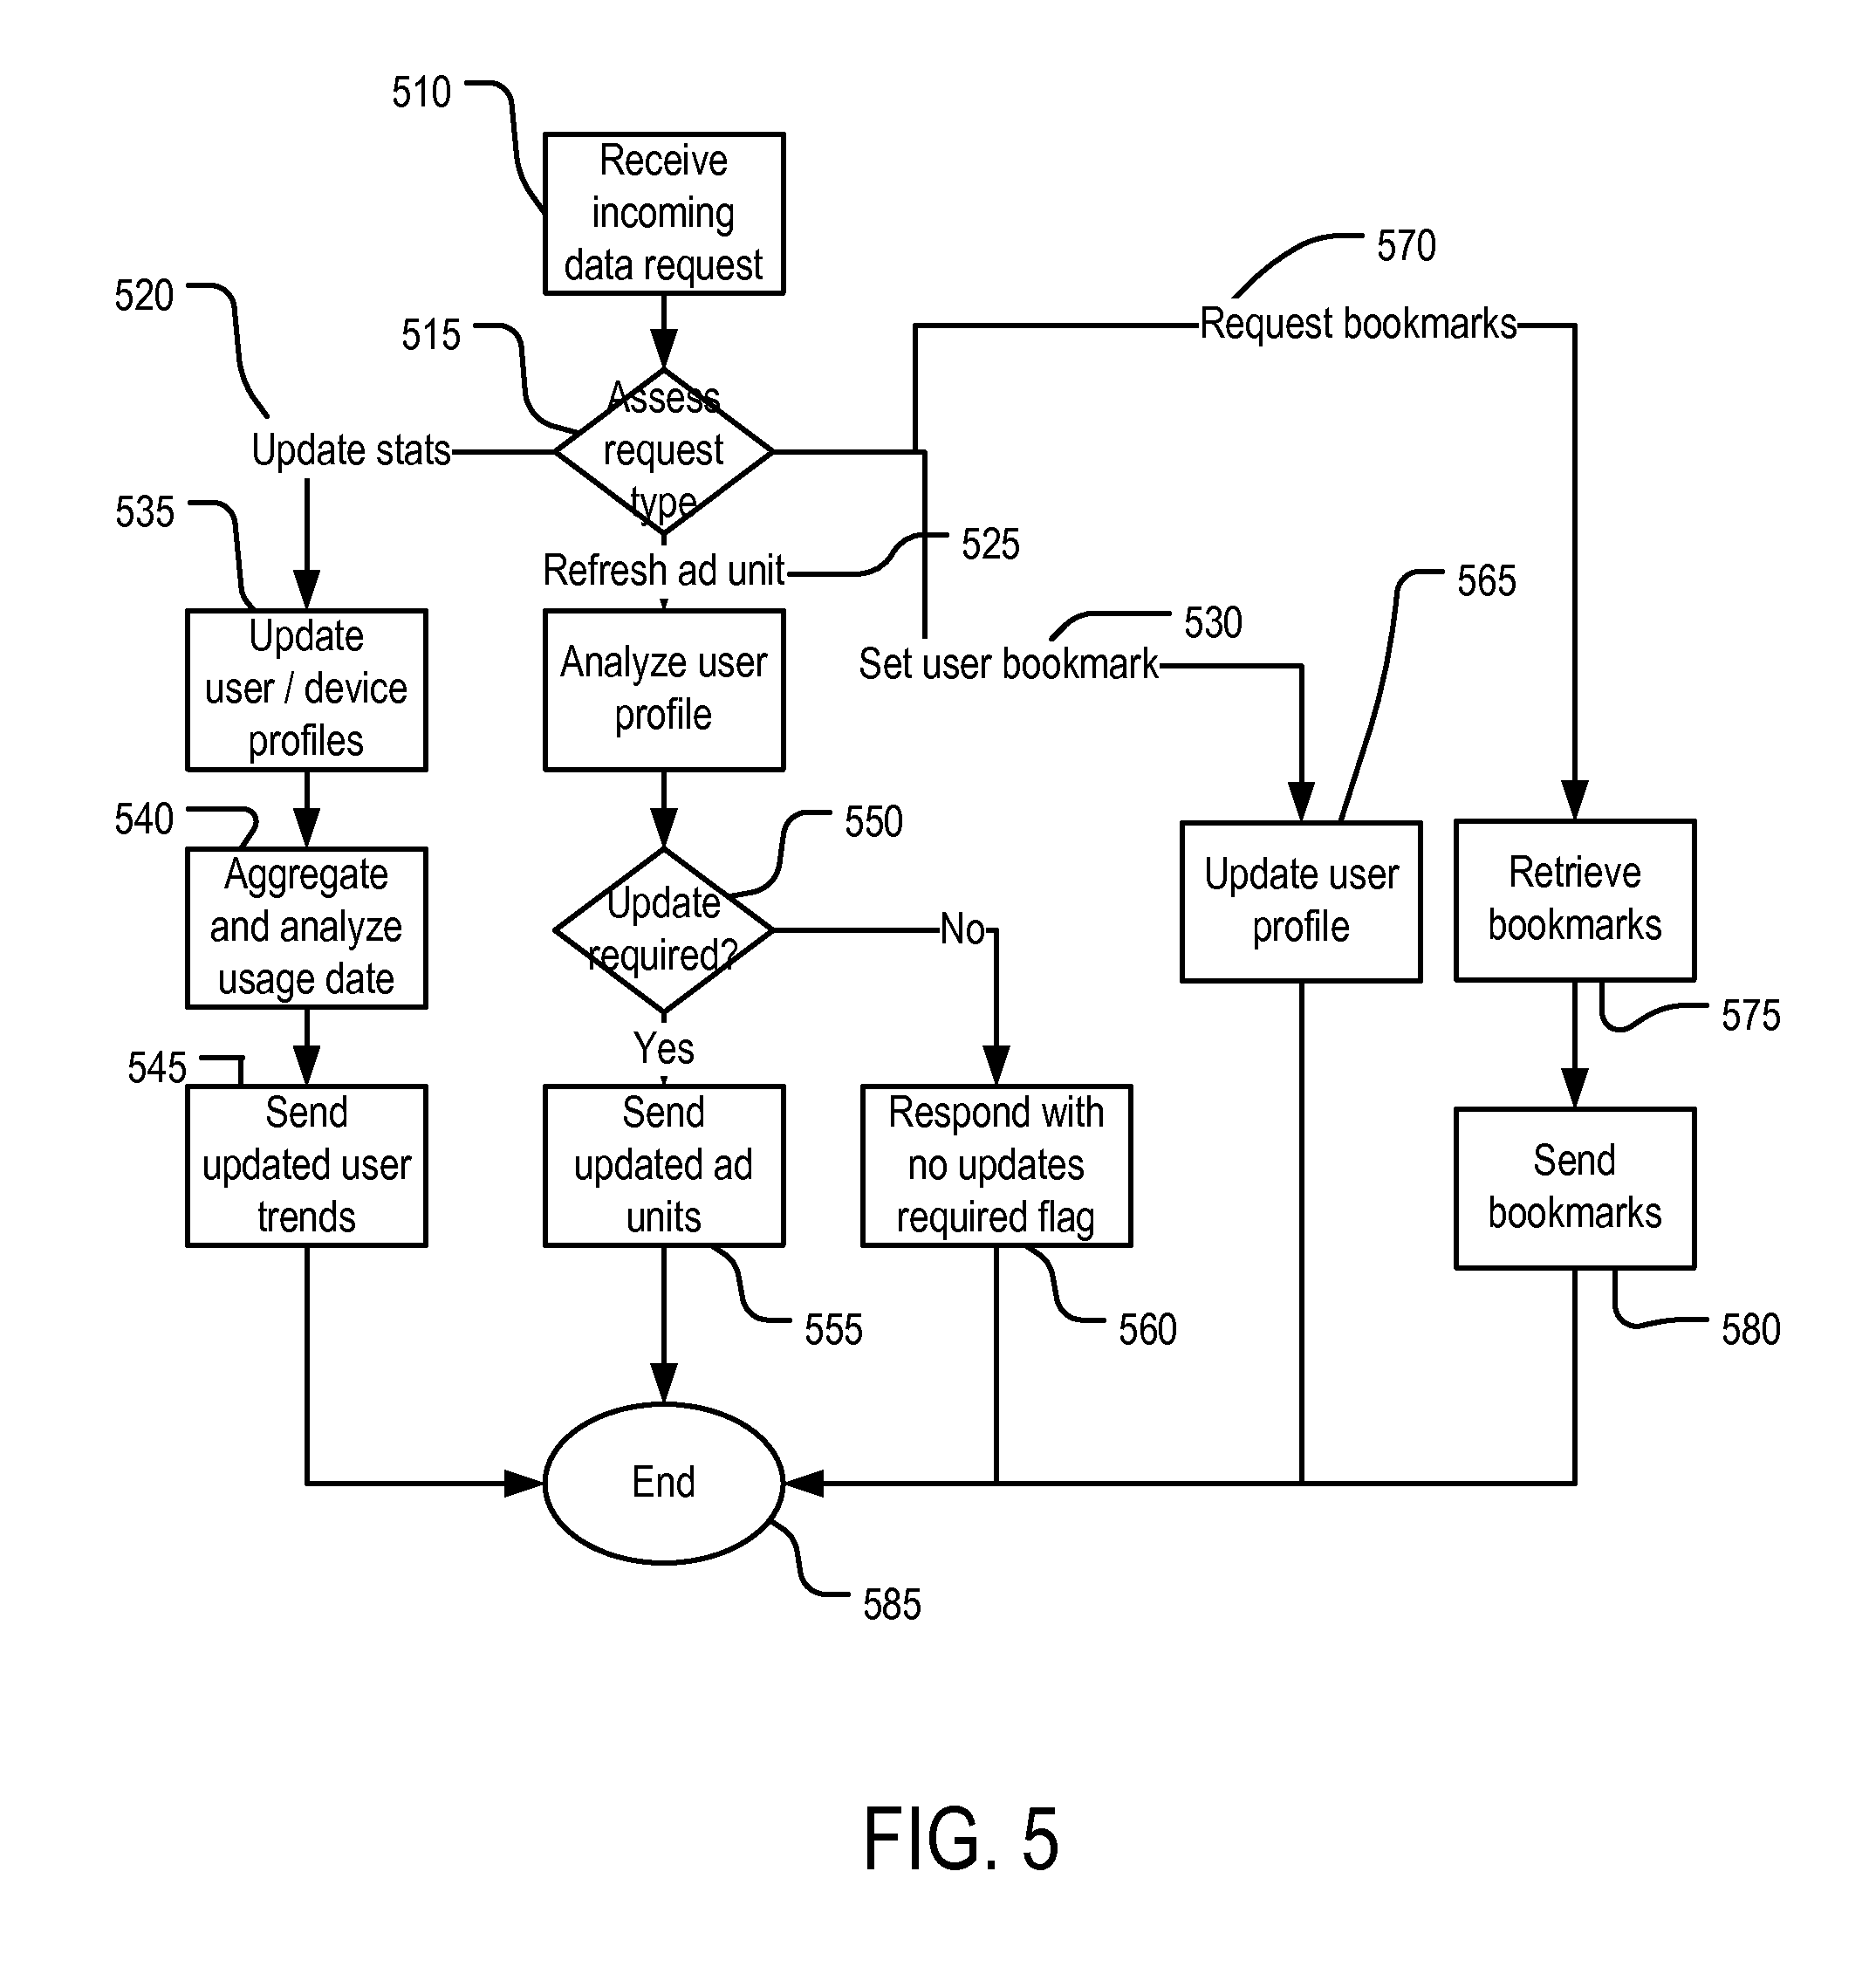 510
Receive
incoming
data request
570
520
Request bookmarks
515
Assess
request
type
Update stats
535
525
Refresh ad unit
565
530
Update
user / device
profiles
Analyze user
profile
Set user bookmark
540
550
Aggregate
and analyze
usage date
Update
required?
No
Update user
profile
Retrieve
bookmarks
575
Yes
545
Send
updated user
trends
Send
updated ad
units
Respond with
no updates
required flag
Send
bookmarks
555
560
580
End
585
FIG. 5